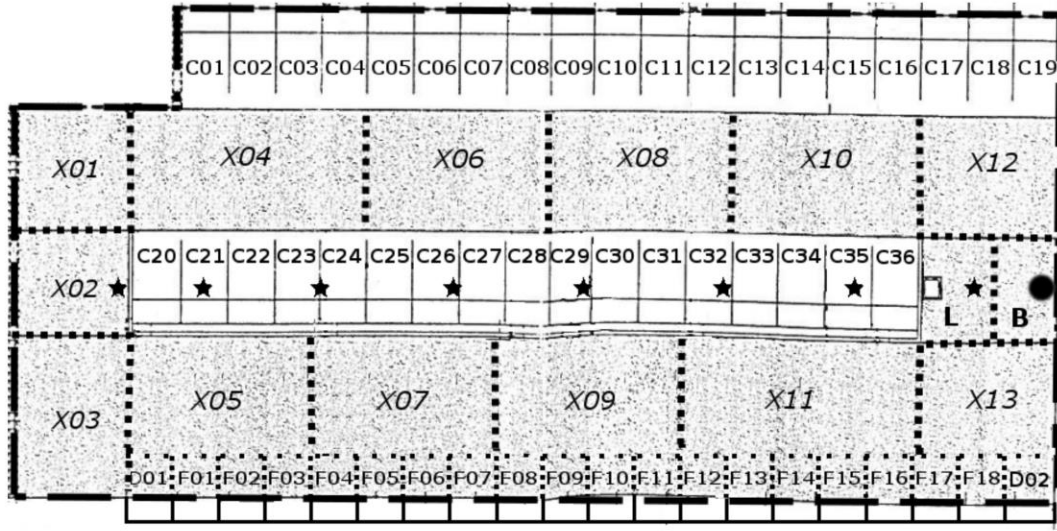 C01 C02 C03 C04 C05 C06 C07 C08 C09 C10 C11 C12 C13 C14 C15 C16 C17 C18 C19
X01 X04 X06 X08 X10 X12
C20 C21 C22 C23 C24 C25 C26 C27 C28 C29 C30 C31 C32 C33 C34 C35 C36
X02 L B
X03 X05 X07 X09 X11 X13
D01 F01 F02 F03 F04 F05 F06 F07 F08 F09 F10 F11 F12 F13 F14 F15 F17 F18 D02